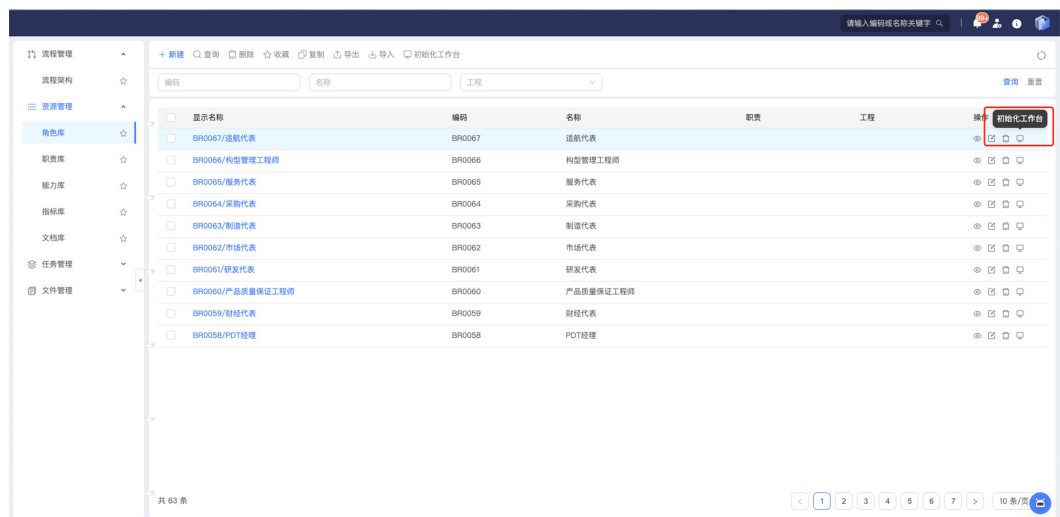 请输入编码或名称关键字
99+
流程管理
+ 新建 查询 删除 收藏 复制 导出 导入 初始化工作台
流程架构
编码 名称 工程 查询 重置
资源管理
显示名称 编码 名称 职责 工程 操作 初始化工作台
角色库
BR0067/适航代表 BR0067 适航代表
职责库
BR0066/构型管理工程师 BR0066 构型管理工程师
能力库
BR0065/服务代表 BR0065 服务代表
指标库
BR0064/采购代表 BR0064 采购代表
BR0063/制造代表 BR0063 制造代表
文档库
BR0062/市场代表 BR0062 市场代表
任务管理
BR0061/研发代表 BR0061 研发代表
文件管理
BR0060/产品质量保证工程师 BR0060 产品质量保证工程师
BR0059/财经代表 BR0059 财经代表
BR0058/PDT经理 BR0058 PDT经理
共 63 条 < 1 2 3 4 5 6 7 > 10 条/页